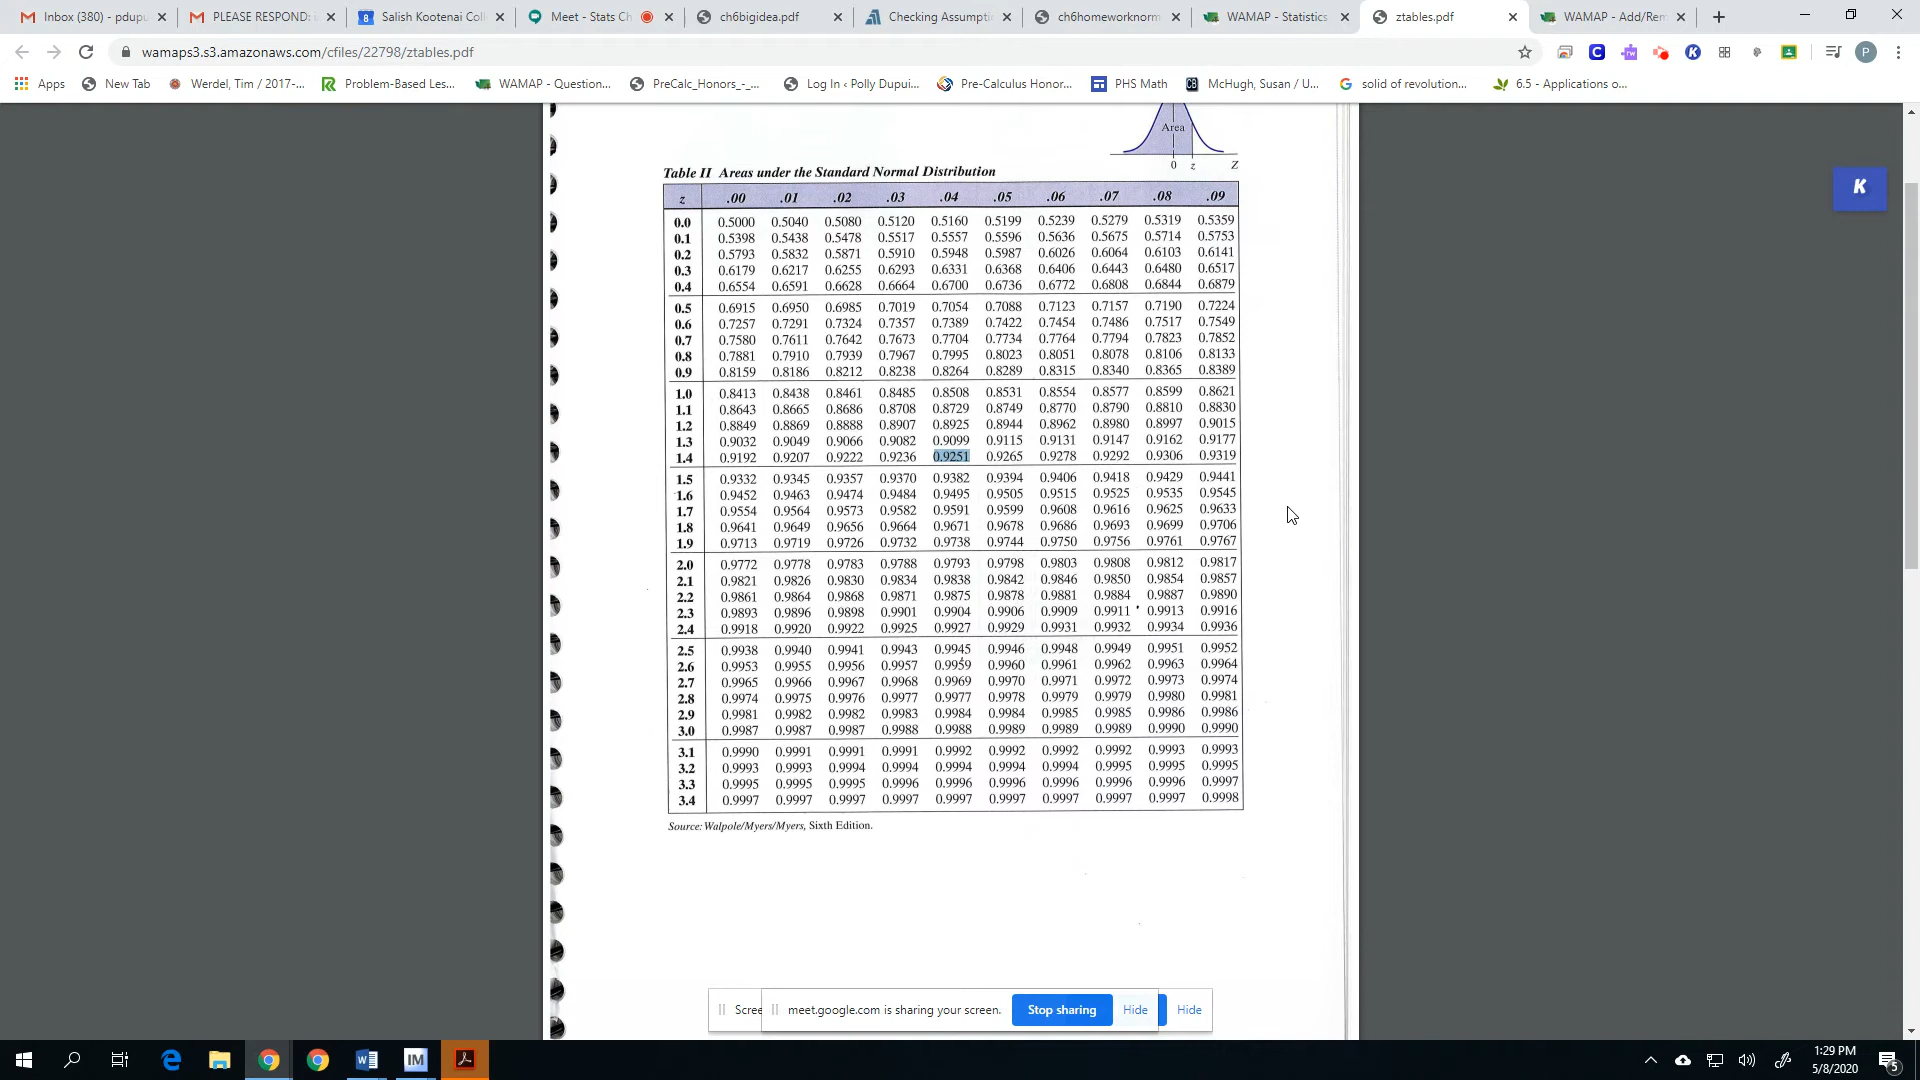 Inbox (380) - pdupu
PLEASE RESPOND:
Salish Kootenai Coll
Meet - Stats Ch
ch6bigidea.pdf
Checking Assumpti
ch6homeworknorm
WAMAP - Statistics
ztables.pdf
WAMAP - Add/Rem
wamaps3.s3.amazonaws.com/cfiles/22798/ztables.pdf
Apps
New Tab
Werdel, Tim / 2017-...
Problem-Based Les...
WAMAP - Question...
PreCalc_Honors_-_...
Log In ‹ Polly Dupui...
Pre-Calculus Honor...
PHS Math
McHugh, Susan / U...
solid of revolution...
6.5 - Applications o...
Area
0 z Z
Table II Areas under the Standard Normal Distribution
z .00 .01 .02 .03 .04 .05 .06 .07 .08 .09
0.0 0.5000 0.5040 0.5080 0.5120 0.5160 0.5199 0.5239 0.5279 0.5319 0.5359
0.1 0.5398 0.5438 0.5478 0.5517 0.5557 0.5596 0.5636 0.5675 0.5714 0.5753
0.2 0.5793 0.5832 0.5871 0.5910 0.5948 0.5987 0.6026 0.6064 0.6103 0.6141
0.3 0.6179 0.6217 0.6255 0.6293 0.6331 0.6368 0.6406 0.6443 0.6480 0.6517
0.4 0.6554 0.6591 0.6628 0.6664 0.6700 0.6736 0.6772 0.6808 0.6844 0.6879
0.5 0.6915 0.6950 0.6985 0.7019 0.7054 0.7088 0.7123 0.7157 0.7190 0.7224
0.6 0.7257 0.7291 0.7324 0.7357 0.7389 0.7422 0.7454 0.7486 0.7517 0.7549
0.7 0.7580 0.7611 0.7642 0.7673 0.7704 0.7734 0.7764 0.7794 0.7823 0.7852
0.8 0.7881 0.7910 0.7939 0.7967 0.7995 0.8023 0.8051 0.8078 0.8106 0.8133
0.9 0.8159 0.8186 0.8212 0.8238 0.8264 0.8289 0.8315 0.8340 0.8365 0.8389
1.0 0.8413 0.8438 0.8461 0.8485 0.8508 0.8531 0.8554 0.8577 0.8599 0.8621
1.1 0.8643 0.8665 0.8686 0.8708 0.8729 0.8749 0.8770 0.8790 0.8810 0.8830
1.2 0.8849 0.8869 0.8888 0.8907 0.8925 0.8944 0.8962 0.8980 0.8997 0.9015
1.3 0.9032 0.9049 0.9066 0.9082 0.9099 0.9115 0.9131 0.9147 0.9162 0.9177
1.4 0.9192 0.9207 0.9222 0.9236 0.9251 0.9265 0.9278 0.9292 0.9306 0.9319
1.5 0.9332 0.9345 0.9357 0.9370 0.9382 0.9394 0.9406 0.9418 0.9429 0.9441
1.6 0.9452 0.9463 0.9474 0.9484 0.9495 0.9505 0.9515 0.9525 0.9535 0.9545
1.7 0.9554 0.9564 0.9573 0.9582 0.9591 0.9599 0.9608 0.9616 0.9625 0.9633
1.8 0.9641 0.9649 0.9656 0.9664 0.9671 0.9678 0.9686 0.9693 0.9699 0.9706
1.9 0.9713 0.9719 0.9726 0.9732 0.9738 0.9744 0.9750 0.9756 0.9761 0.9767
2.0 0.9772 0.9778 0.9783 0.9788 0.9793 0.9798 0.9803 0.9808 0.9812 0.9817
2.1 0.9821 0.9826 0.9830 0.9834 0.9838 0.9842 0.9846 0.9850 0.9854 0.9857
2.2 0.9861 0.9864 0.9868 0.9871 0.9875 0.9878 0.9881 0.9884 0.9887 0.9890
2.3 0.9893 0.9896 0.9898 0.9901 0.9904 0.9906 0.9909 0.9911 0.9913 0.9916
2.4 0.9918 0.9920 0.9922 0.9925 0.9927 0.9929 0.9931 0.9932 0.9934 0.9936
2.5 0.9938 0.9940 0.9941 0.9943 0.9945 0.9946 0.9948 0.9949 0.9951 0.9952
2.6 0.9953 0.9955 0.9956 0.9957 0.9959 0.9960 0.9961 0.9962 0.9963 0.9964
2.7 0.9965 0.9966 0.9967 0.9968 0.9969 0.9970 0.9971 0.9972 0.9973 0.9974
2.8 0.9974 0.9975 0.9976 0.9977 0.9977 0.9978 0.9979 0.9979 0.9980 0.9981
2.9 0.9981 0.9982 0.9982 0.9983 0.9984 0.9984 0.9985 0.9985 0.9986 0.9986
3.0 0.9987 0.9987 0.9987 0.9988 0.9988 0.9989 0.9989 0.9989 0.9990 0.9990
3.1 0.9990 0.9991 0.9991 0.9991 0.9992 0.9992 0.9992 0.9992 0.9993 0.9993
3.2 0.9993 0.9993 0.9994 0.9994 0.9994 0.9994 0.9994 0.9995 0.9995 0.9995
3.3 0.9995 0.9995 0.9995 0.9996 0.9996 0.9996 0.9996 0.9996 0.9996 0.9997
3.4 0.9997 0.9997 0.9997 0.9997 0.9997 0.9997 0.9997 0.9997 0.9997 0.9998
Source: Walpole/Myers/Myers, Sixth Edition.
K
Scree
meet.google.com is sharing your screen.
Stop sharing
Hide
Hide
1:29 PM
5/8/2020